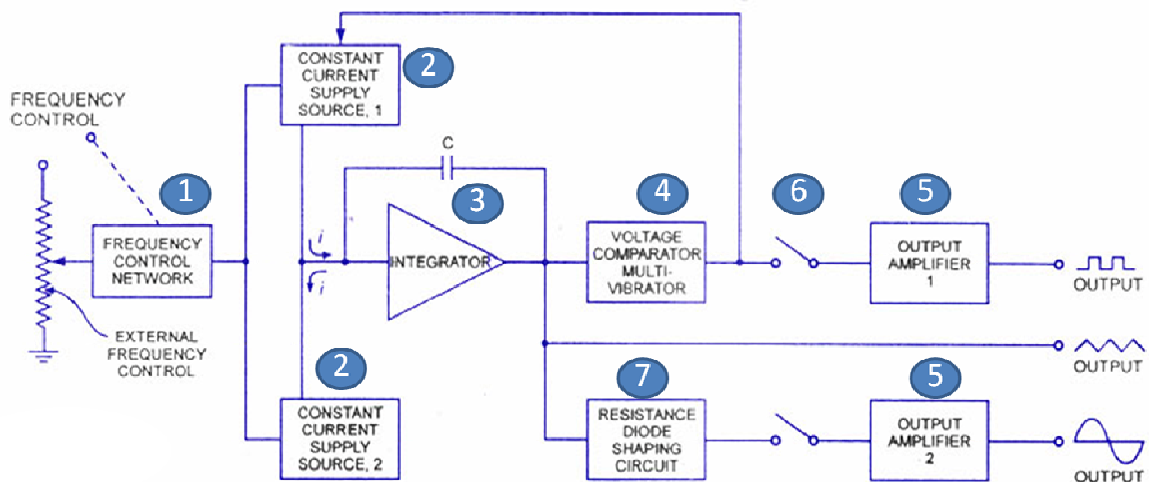 FREQUENCY
CONTROL
1
FREQUENCY
CONTROL
NETWORK
EXTERNAL
FREQUENCY
CONTROL
CONSTANT
CURRENT
SUPPLY
SOURCE, 1
2
C
3
i
INTEGRATOR
i
2
CONSTANT
CURRENT
SUPPLY
SOURCE, 2
4
VOLTAGE
COMPARATOR
MULTI-
VIBRATOR
6
5
OUTPUT
AMPLIFIER
1
OUTPUT
OUTPUT
7
RESISTANCE
DIODE
SHAPING
CIRCUIT
5
OUTPUT
AMPLIFIER
2
OUTPUT